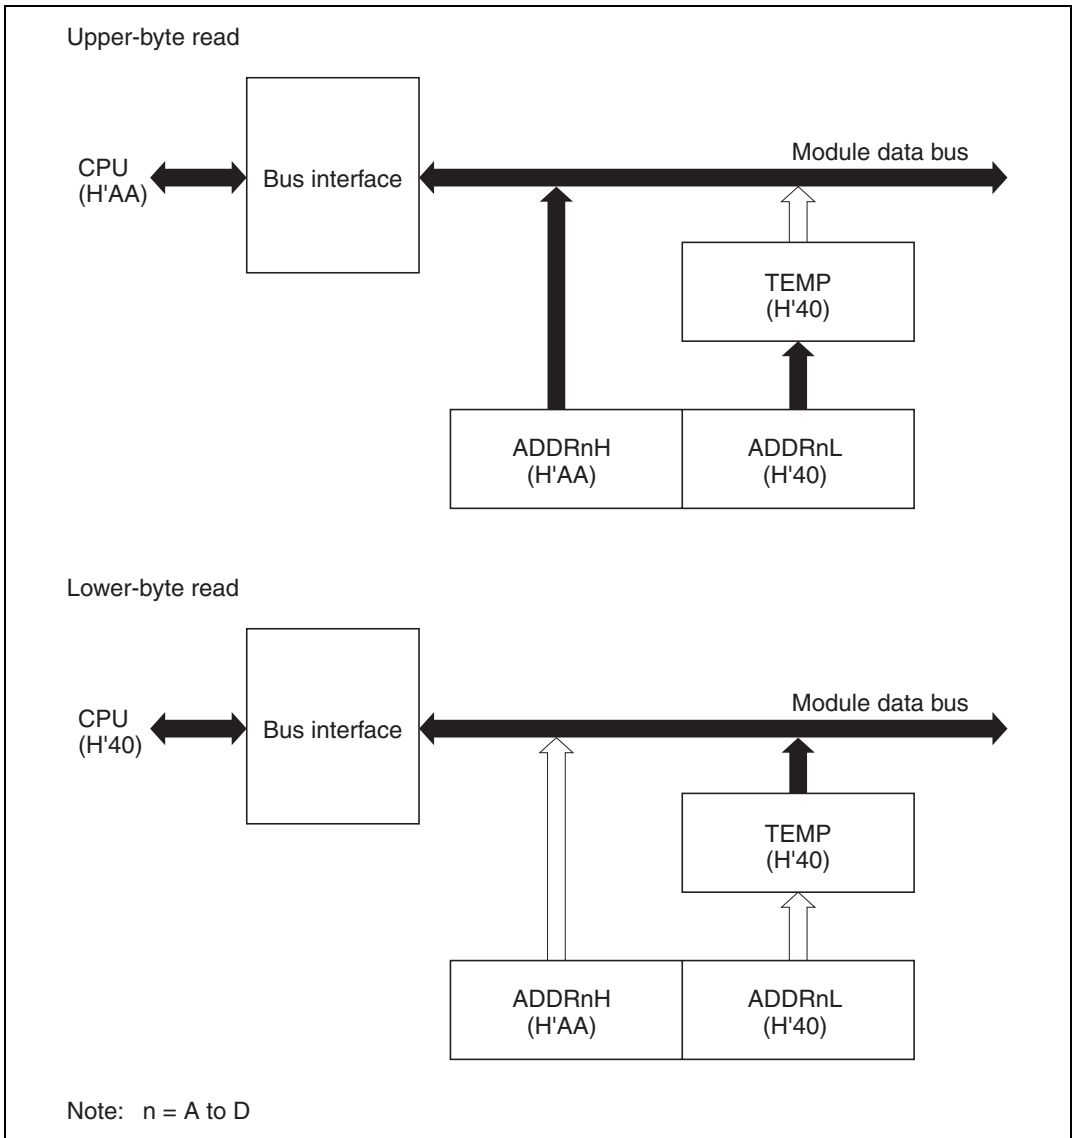 Upper-byte read
CPU
(H'AA)
Bus interface
Module data bus
TEMP
(H'40)
ADDRnH
(H'AA)
ADDRnL
(H'40)
Lower-byte read
CPU
(H'40)
Bus interface
Module data bus
TEMP
(H'40)
ADDRnH
(H'AA)
ADDRnL
(H'40)
Note: n = A to D